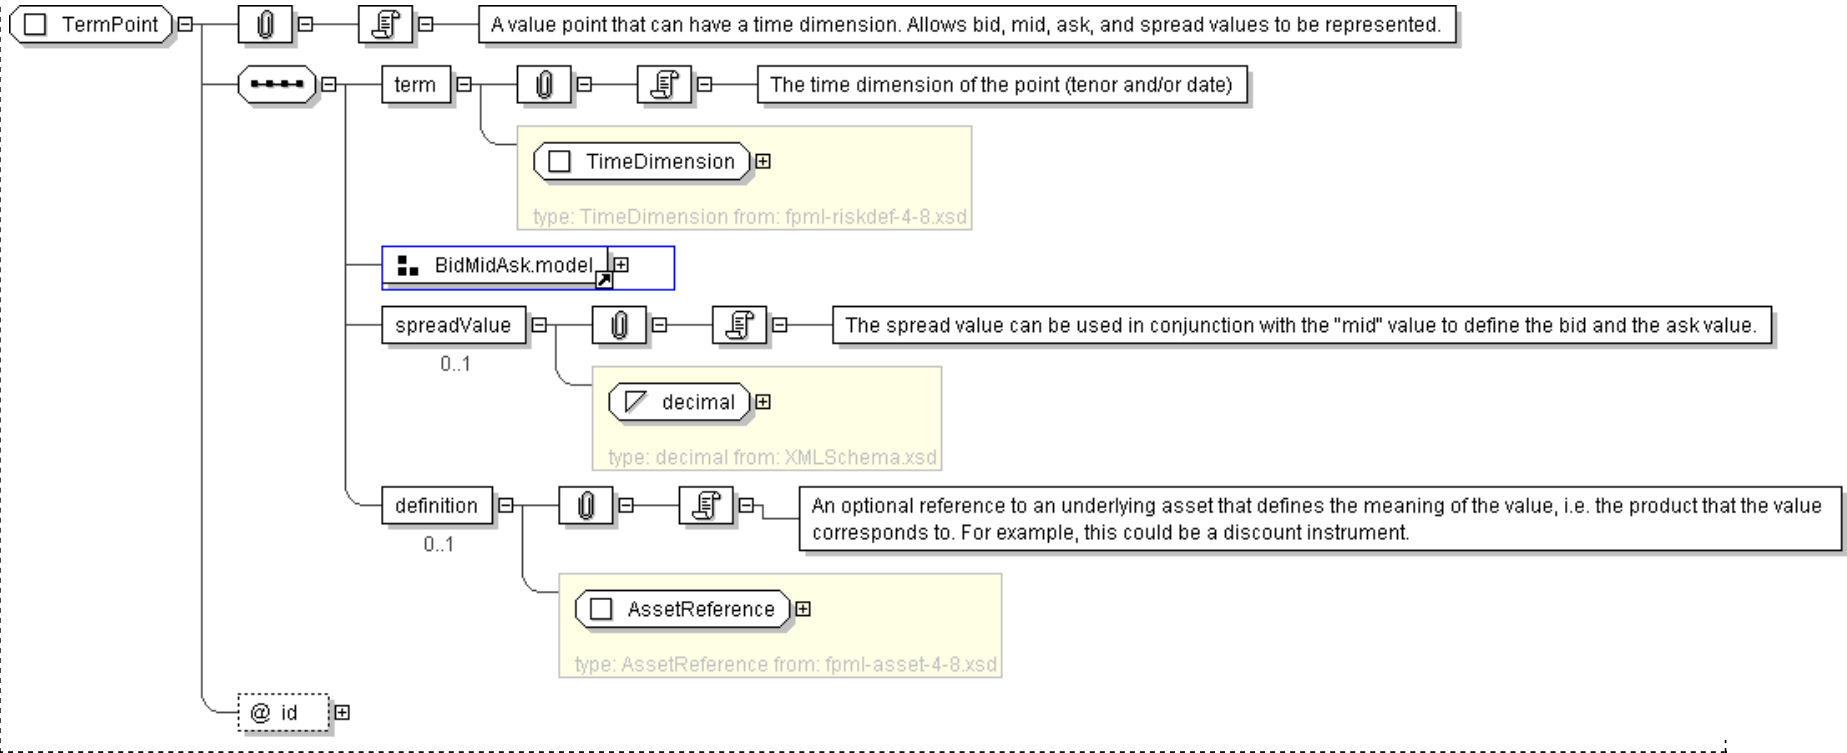 TermPoint
A value point that can have a time dimension. Allows bid, mid, ask, and spread values to be represented.
term
The time dimension of the point (tenor and/or date)
TimeDimension
type: TimeDimension from: fpml-riskdef-4-8.xsd
BidMidAsk.model
spreadValue
The spread value can be used in conjunction with the "mid" value to define the bid and the ask value.
0..1
decimal
type: decimal from: XMLSchema.xsd
definition
An optional reference to an underlying asset that defines the meaning of the value, i.e. the product that the value
corresponds to. For example, this could be a discount instrument.
0..1
AssetReference
type: AssetReference from: fpml-asset-4-8.xsd
@ id